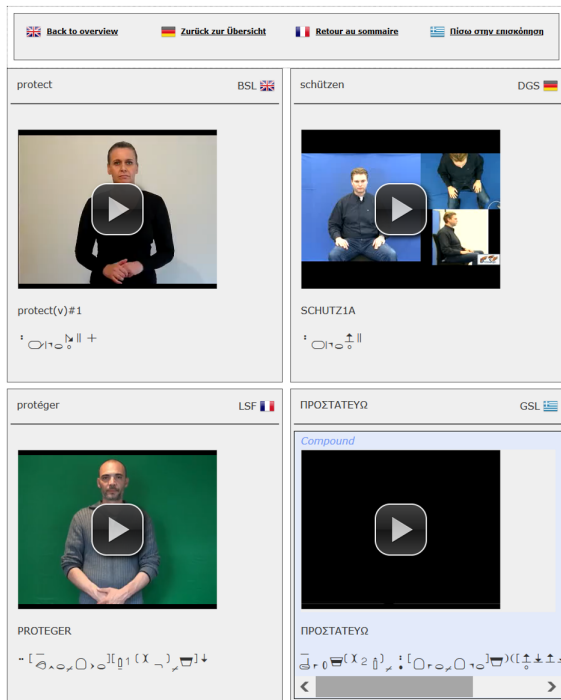 Back to overview
Zurück zur Übersicht
Retour au sommaire
Πίσω στην επισκόπηση
protect BSL
schützen DGS
protect(v)#1
SCHUTZ1A
protéger LSF
ΠΡΟΣΤΑΤΕΥΩ GSL
Compound
PROTEGER
ΠΡΟΣΤΑΤΕΥΩ